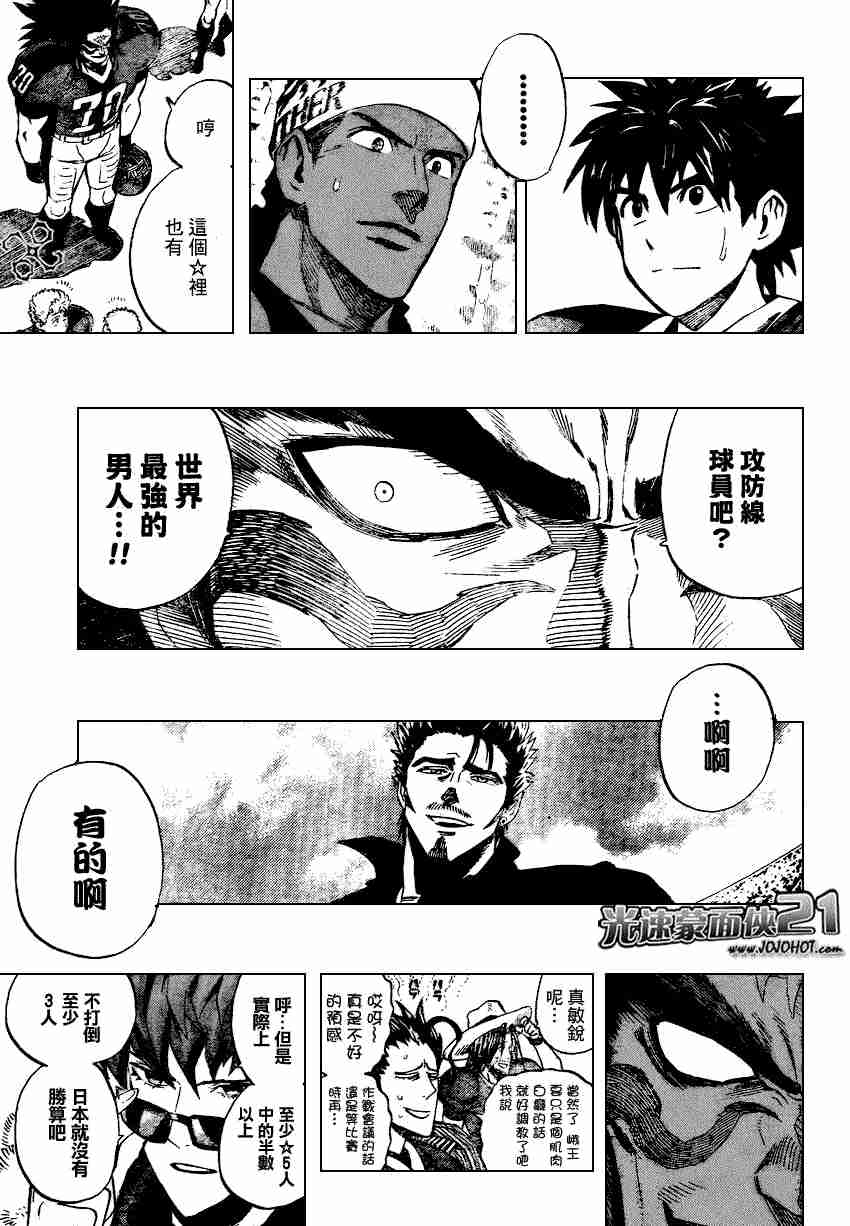 ………
THER
20
70
哼
這個☆裡
也有
攻防線
球員吧?
世界
最強的
男人…!!
…啊啊
有的啊
光速蒙面俠21
www.JOJOHOT.com
真敏銳
呢…
當然了 峨王
要只是個肌肉
白癡的話
就好調教了吧
我說
哎呀~
真是不好
的預感
作戰會議的話
這是等比賽
時再…
呼…但是
實際上
至少☆5人
中的半數
以上
不打倒
至少
3人
日本就沒有
勝算吧